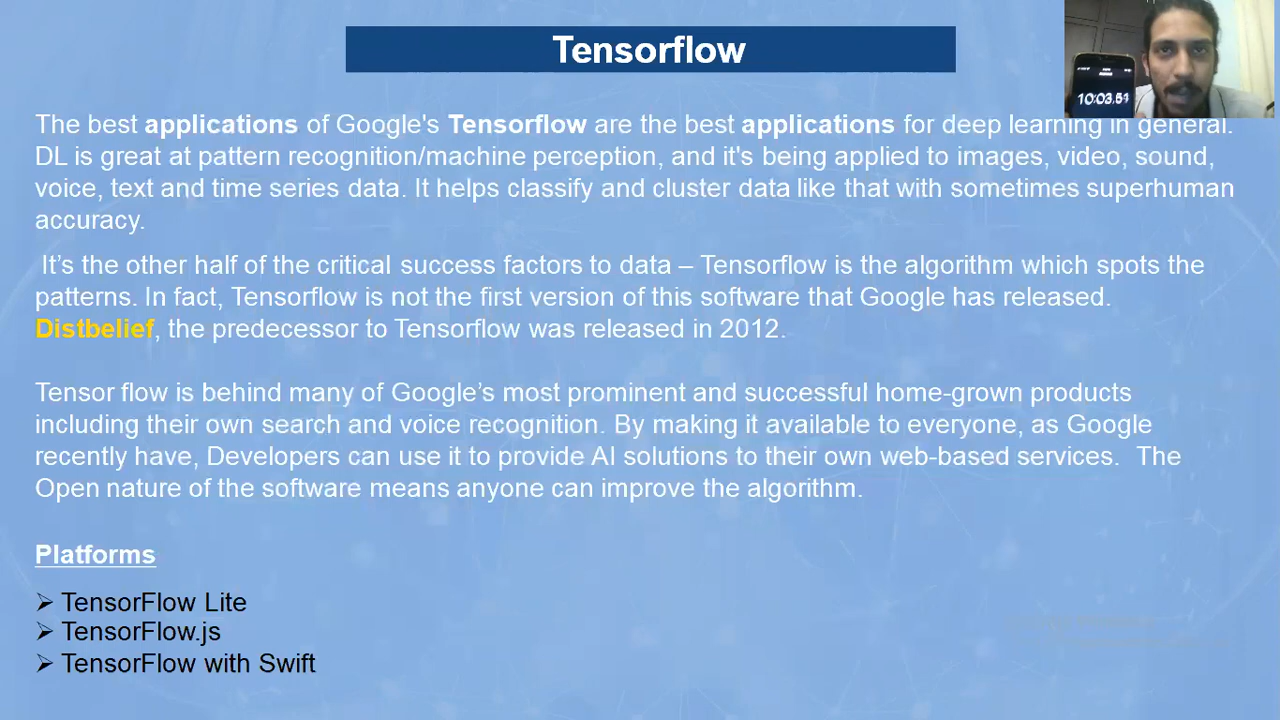 Tensorflow
10:03.51
The best applications of Google's Tensorflow are the best applications for deep learning in general.
DL is great at pattern recognition/machine perception, and it's being applied to images, video, sound,
voice, text and time series data. It helps classify and cluster data like that with sometimes superhuman
accuracy.
It’s the other half of the critical success factors to data – Tensorflow is the algorithm which spots the
patterns. In fact, Tensorflow is not the first version of this software that Google has released.
Distbelief, the predecessor to Tensorflow was released in 2012.
Tensor flow is behind many of Google’s most prominent and successful home-grown products
including their own search and voice recognition. By making it available to everyone, as Google
recently have, Developers can use it to provide AI solutions to their own web-based services. The
Open nature of the software means anyone can improve the algorithm.
Platforms
➢ TensorFlow Lite
➢ TensorFlow.js
➢ TensorFlow with Swift